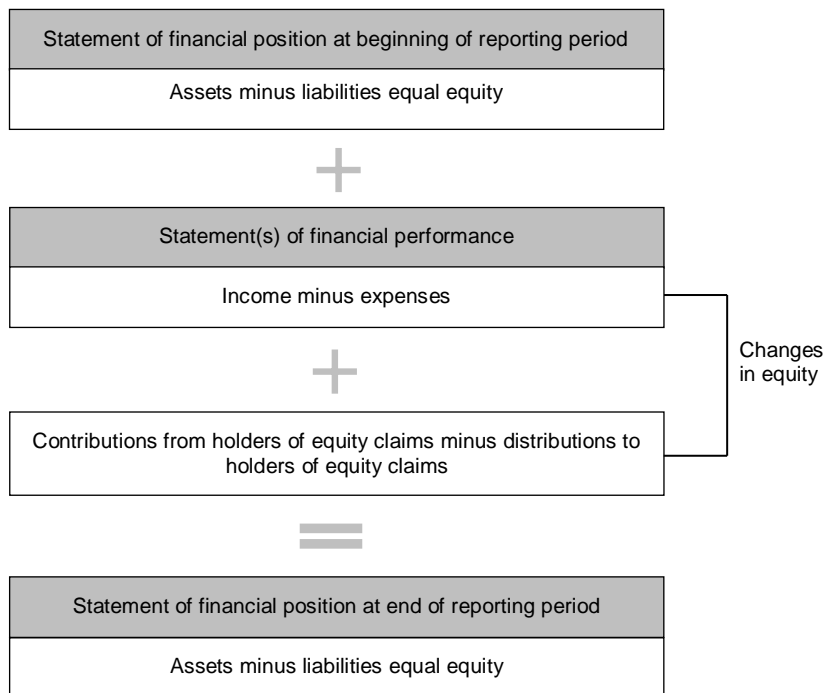 Statement of financial position at beginning of reporting period
Assets minus liabilities equal equity
+
Statement(s) of financial performance
Income minus expenses
+
Changes
in equity
Contributions from holders of equity claims minus distributions to
holders of equity claims
=
Statement of financial position at end of reporting period
Assets minus liabilities equal equity